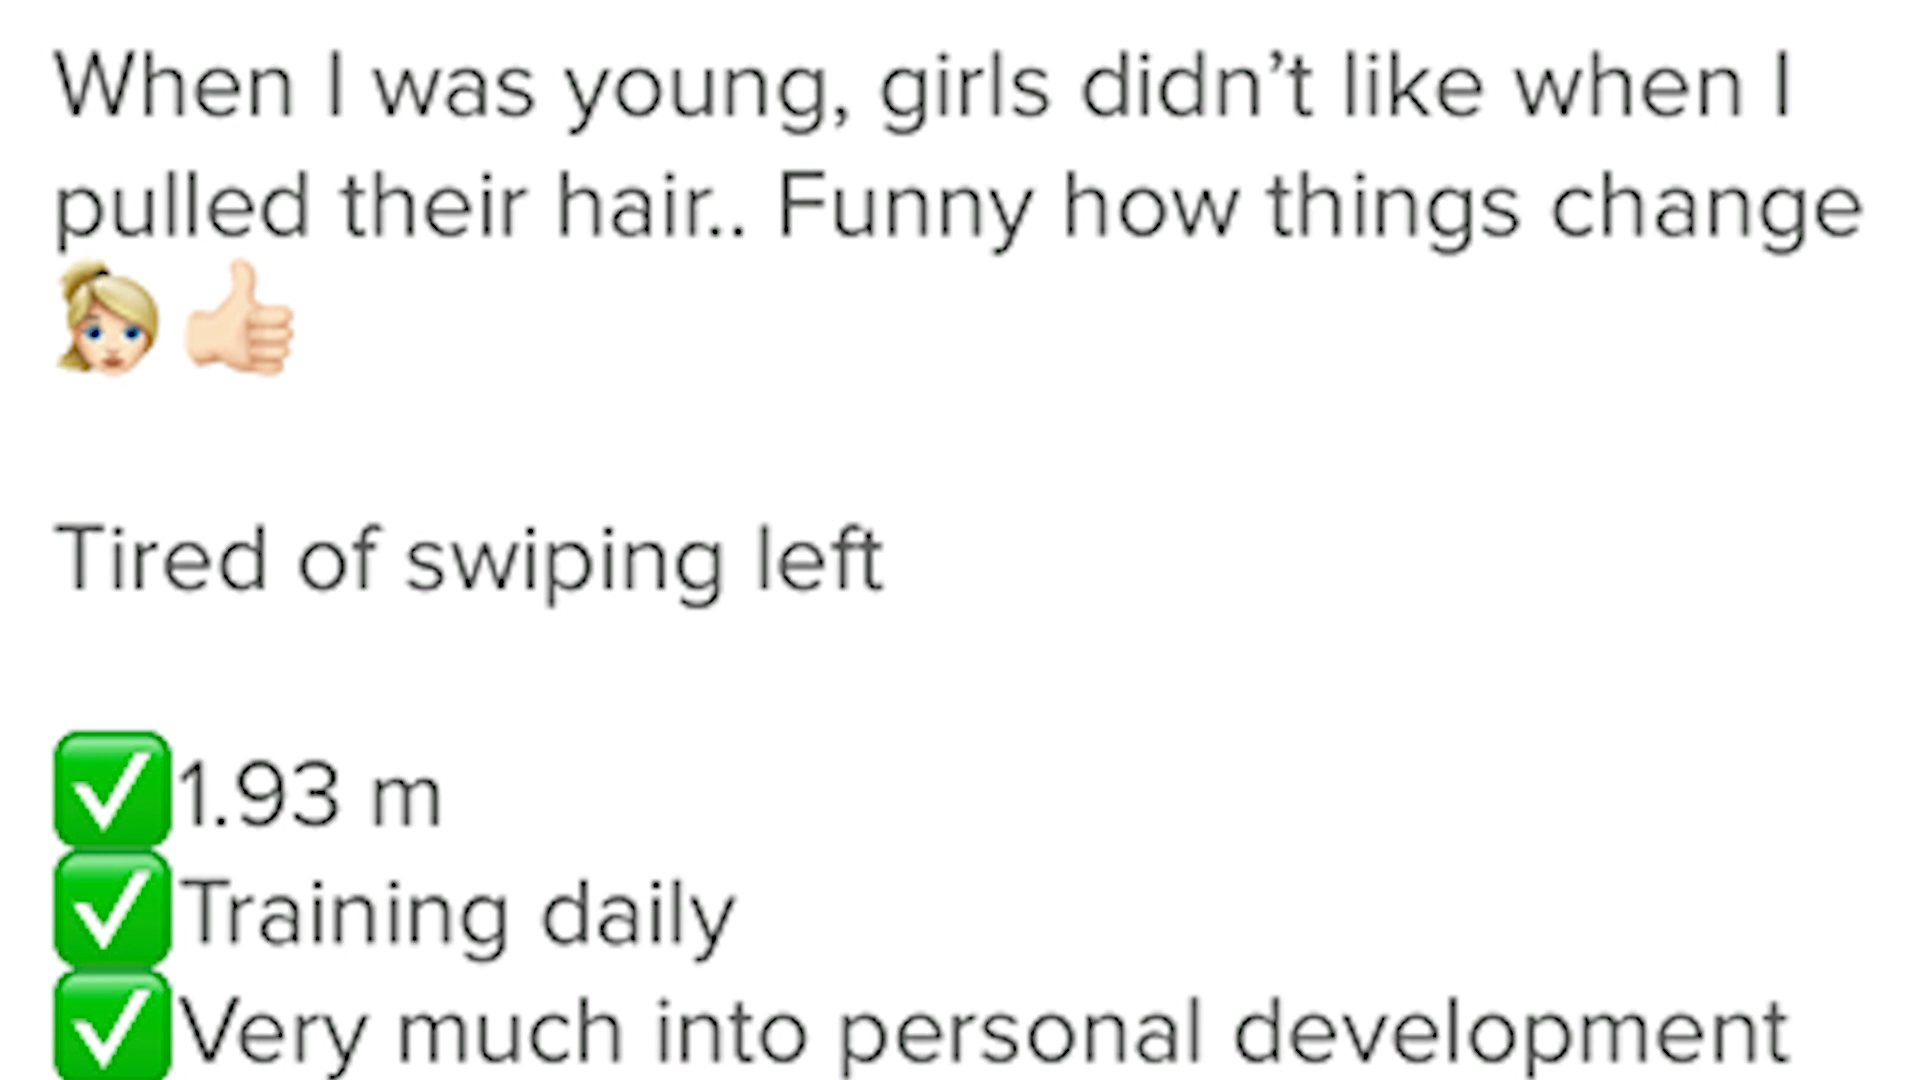 When I was young, girls didn’t like when I
pulled their hair.. Funny how things change
👱🏼‍♀️👍🏻
Tired of swiping left
✅1.93 m
✅Training daily
✅Very much into personal development